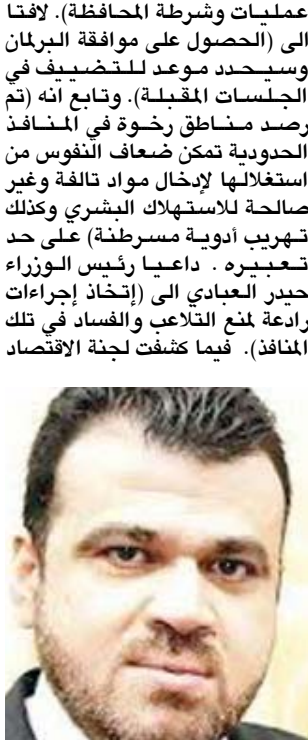 عمليات وشرطة المحافظة). لافتا
الى (الحصول على موافقة البرلمان
وسيحدد موعد للتضييف في
الجلسات المقبلة). وتابع انه (تم
رصد مناطق رخوة في المنافذ
الحدودية تمكن ضعاف النفوس من
استغلالها لإدخال مواد تالفة وغير
صالحة للاستهلاك البشري وكذلك
تهريب أدوية مسرطنة) على حد
تعبيره . داعيا رئيس الوزراء
حيدر العبادي الى (إتخاذ إجراءات
رادعة لمنع التلاعب والفساد في تلك
المنافذ). فيما كشفت لجنة الاقتصاد